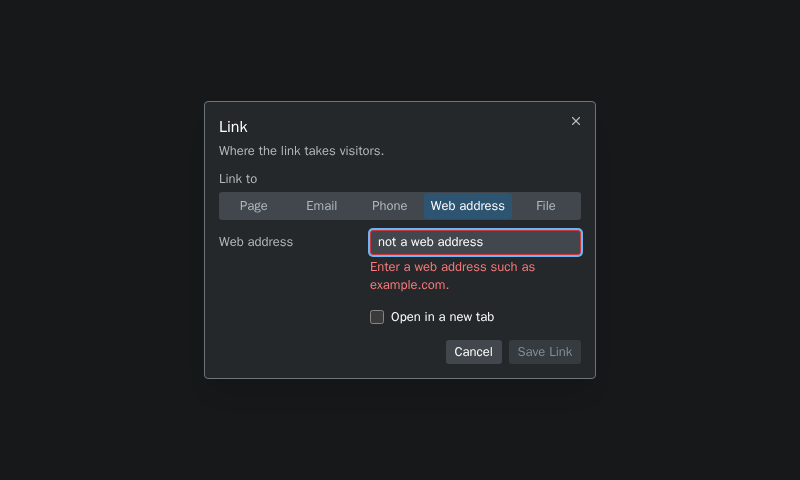 Link
Where the link takes visitors.
Link to
Page Email Phone Web address File
Web address not a web address
Enter a web address such as
example.com.
Open in a new tab
Cancel Save Link